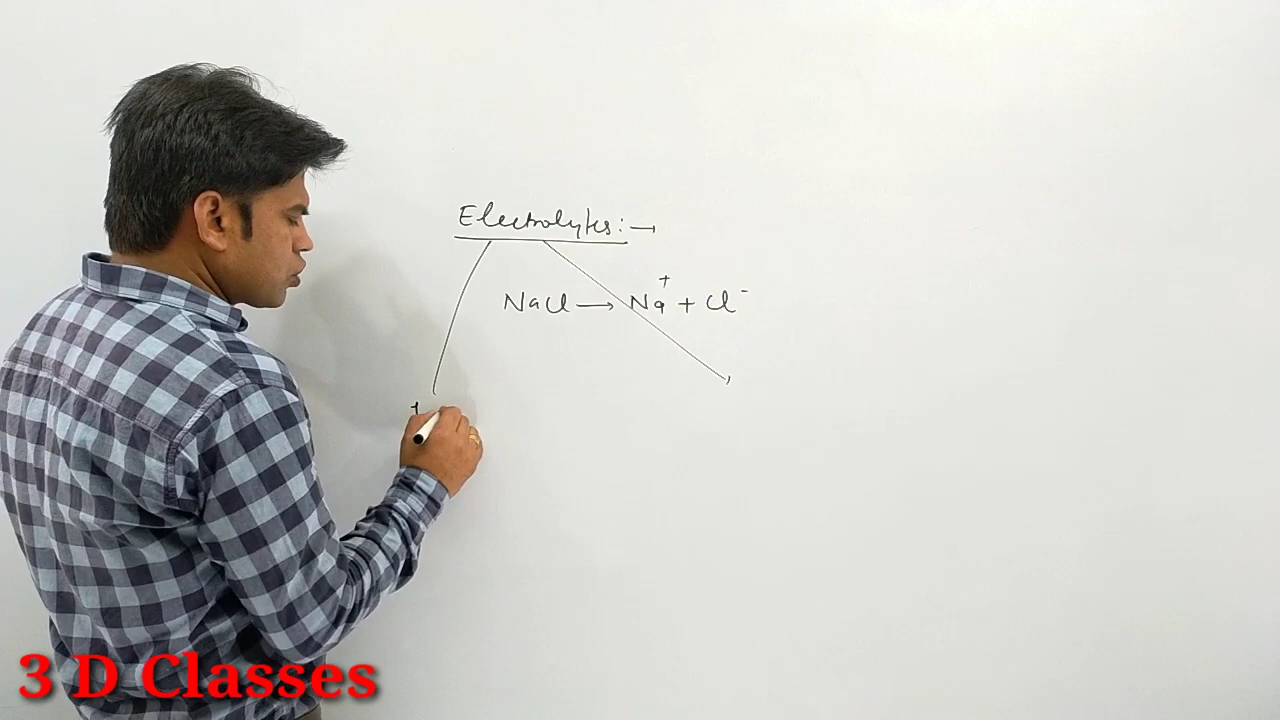 Electrolytes:→
NaCl → Na⁺ + Cl⁻
3 D Classes